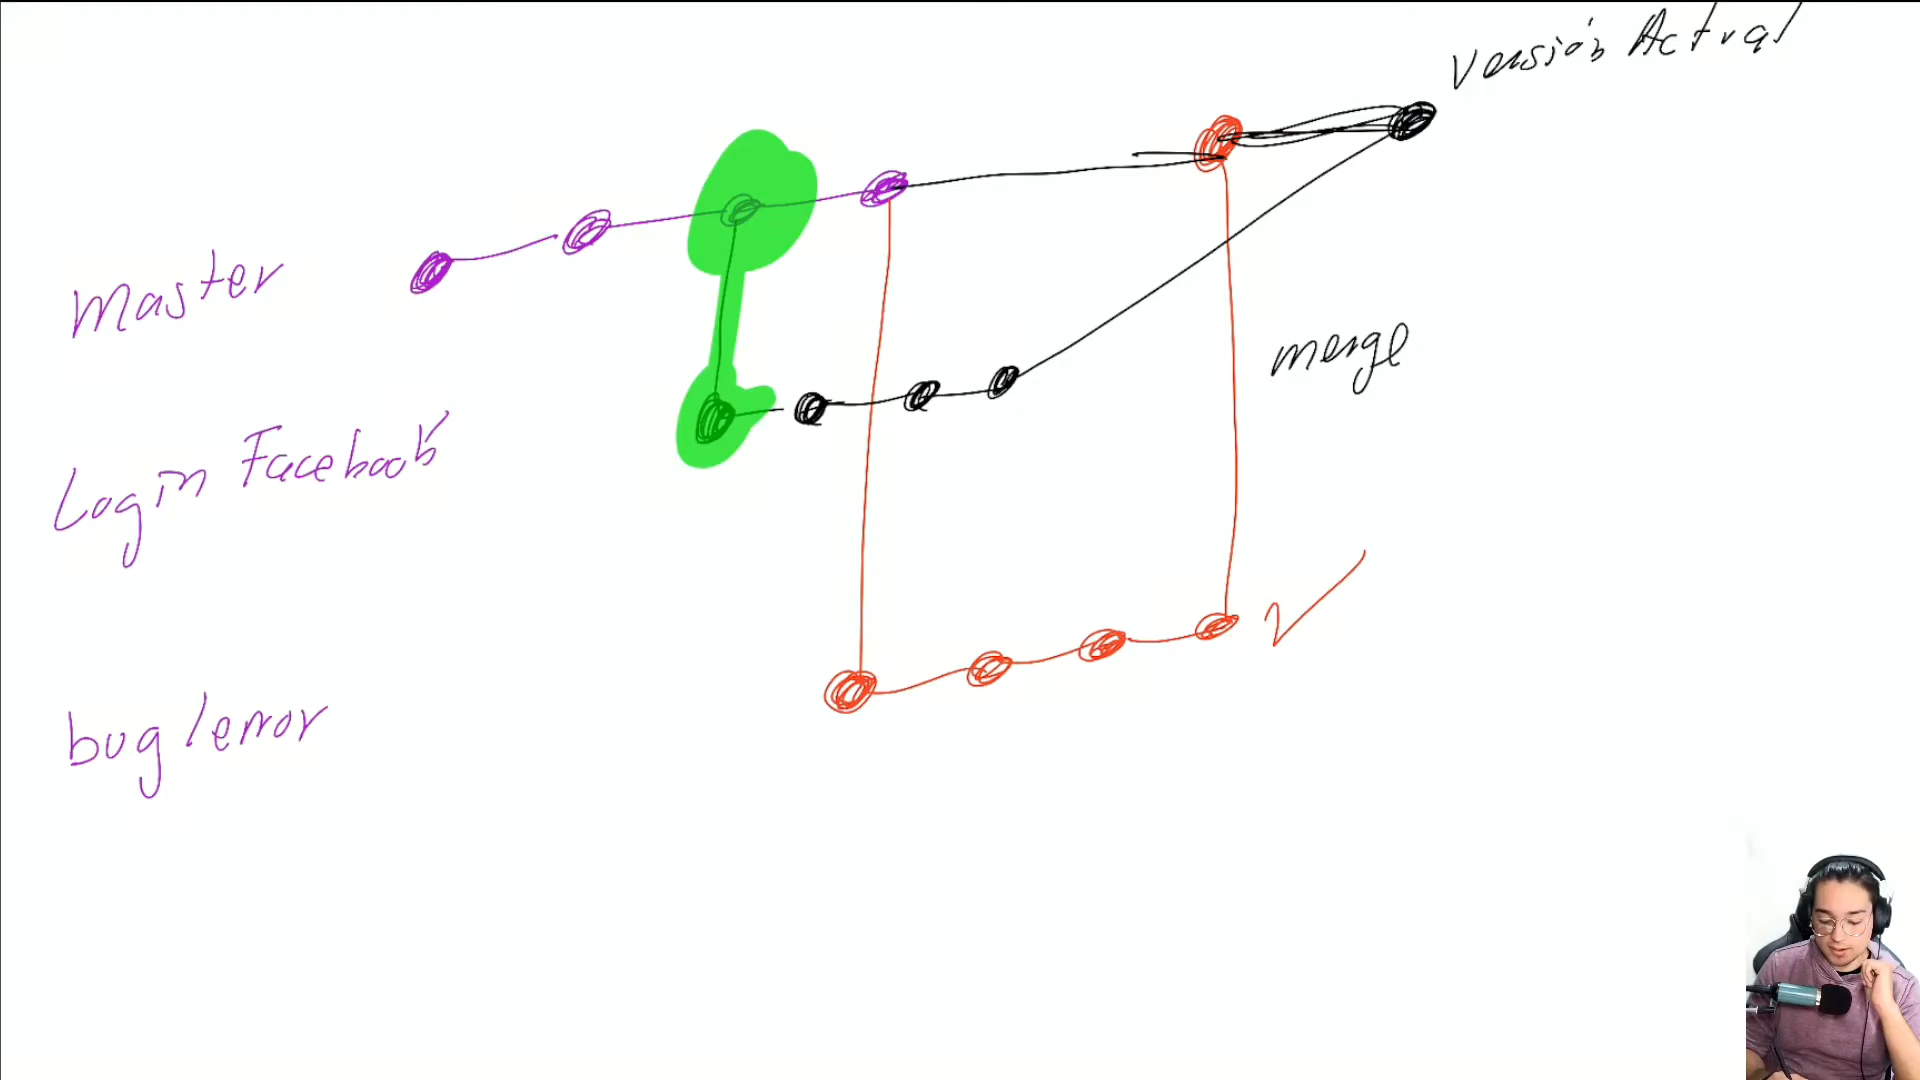 versión Actual
Master
merge
Login Facebook
bug/error